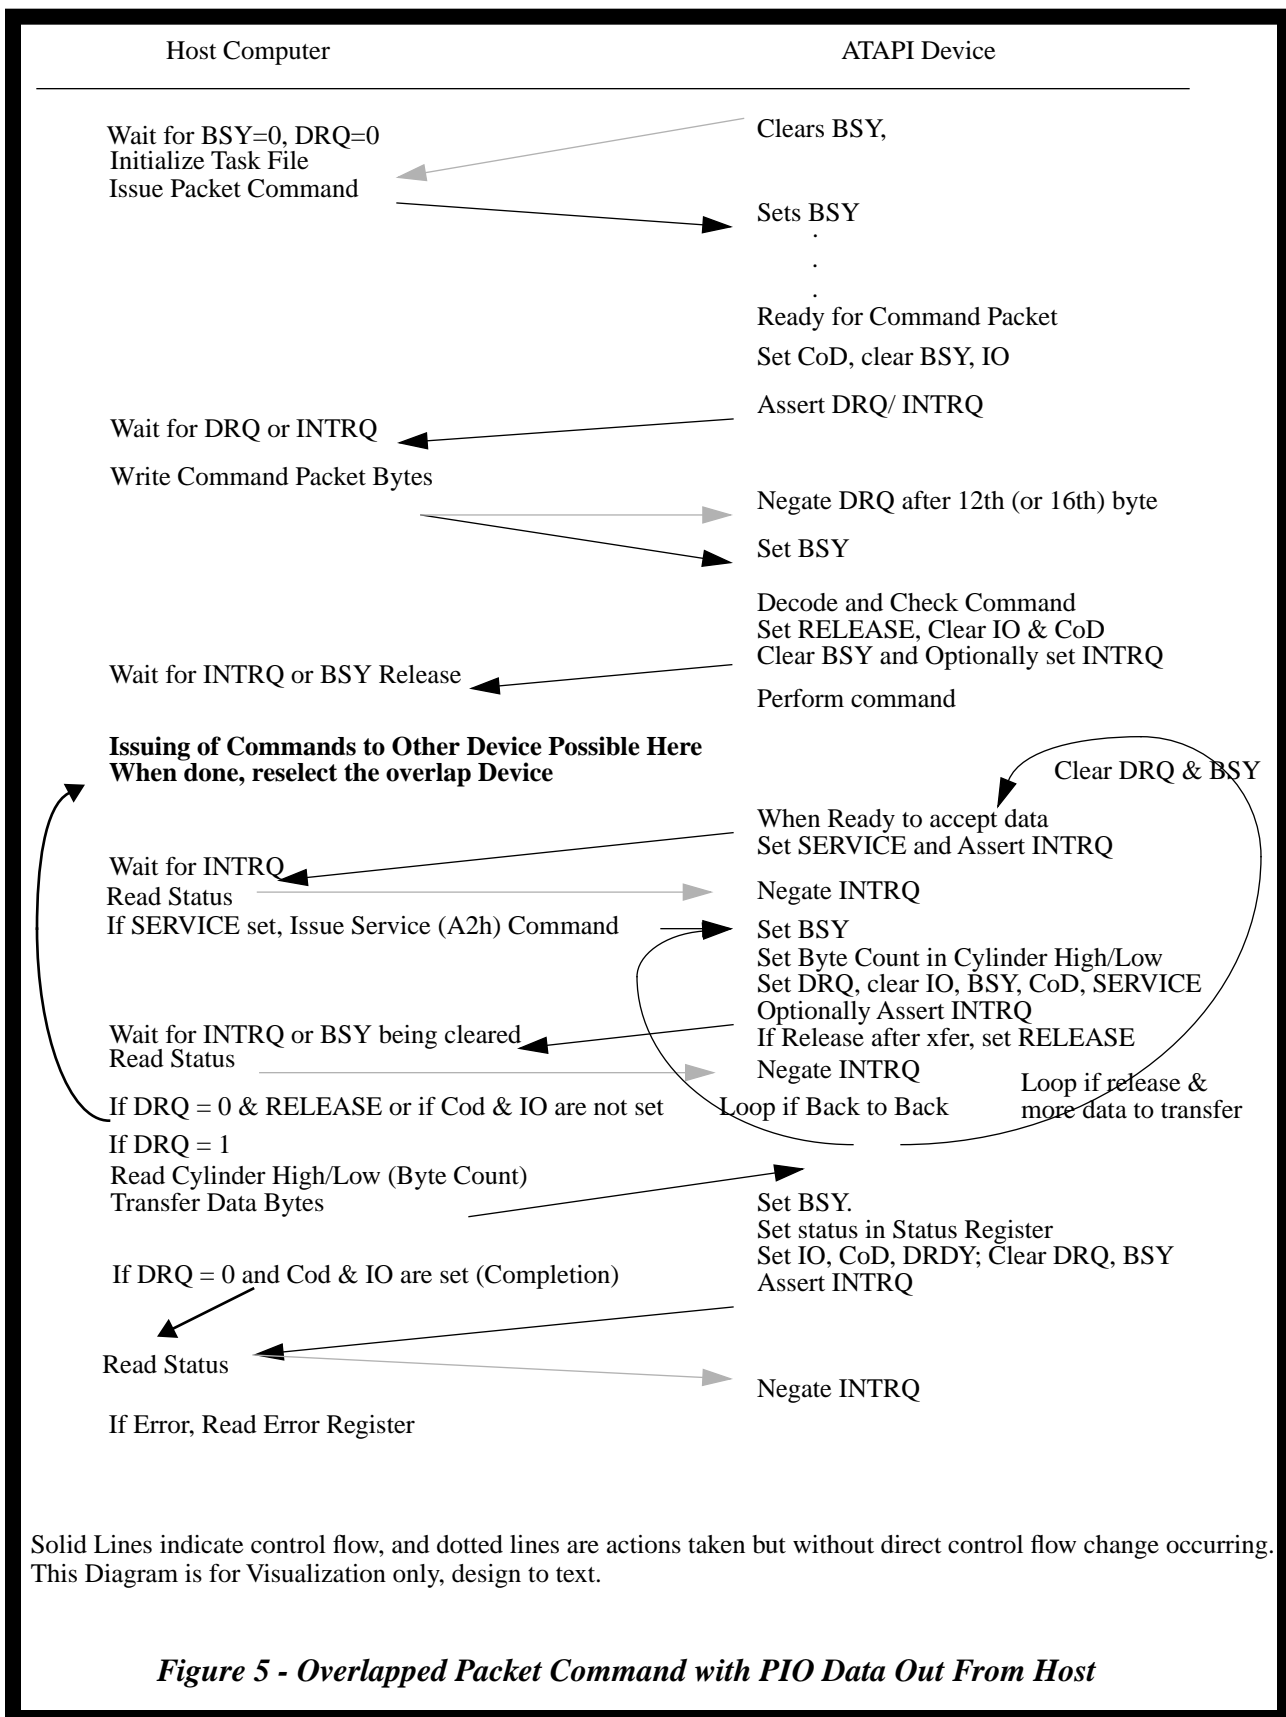 Host Computer
ATAPI Device
Wait for BSY=0, DRQ=0
Clears BSY,
Initialize Task File
Issue Packet Command
Sets BSY
.
.
.
Ready for Command Packet
Set CoD, clear BSY, IO
Assert DRQ/ INTRQ
Wait for DRQ or INTRQ
Write Command Packet Bytes
Negate DRQ after 12th (or 16th) byte
Set BSY
Decode and Check Command
Set RELEASE, Clear IO & CoD
Clear BSY and Optionally set INTRQ
Wait for INTRQ or BSY Release
Perform command
Issuing of Commands to Other Device Possible Here
When done, reselect the overlap Device
Clear DRQ & BSY
When Ready to accept data
Set SERVICE and Assert INTRQ
Wait for INTRQ
Read Status
Negate INTRQ
If SERVICE set, Issue Service (A2h) Command
Set BSY
Set Byte Count in Cylinder High/Low
Set DRQ, clear IO, BSY, CoD, SERVICE
Optionally Assert INTRQ
If Release after xfer, set RELEASE
Wait for INTRQ or BSY being cleared
Read Status
Negate INTRQ
Loop if release &
more data to transfer
If DRQ = 0 & RELEASE or if Cod & IO are not set
Loop if Back to Back
If DRQ = 1
Read Cylinder High/Low (Byte Count)
Transfer Data Bytes
Set BSY.
Set status in Status Register
Set IO, CoD, DRDY; Clear DRQ, BSY
Assert INTRQ
If DRQ = 0 and Cod & IO are set (Completion)
Read Status
Negate INTRQ
If Error, Read Error Register
Solid Lines indicate control flow, and dotted lines are actions taken but without direct control flow change occurring.
This Diagram is for Visualization only, design to text.
Figure 5 - Overlapped Packet Command with PIO Data Out From Host